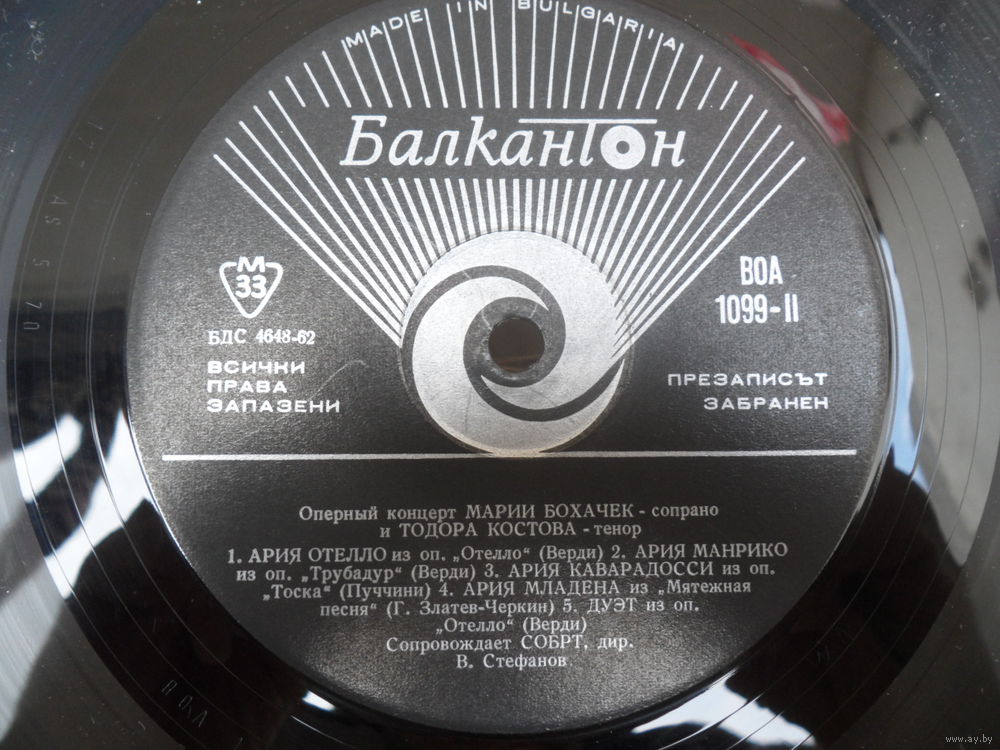 MADE IN BULGARIA
Балкантон
М
33
БДС 4648-62
ВСИЧКИ
ПРАВА
ЗАПАЗЕНИ
ВОА
1099-II
ПРЕЗАПИСЪТ
ЗАБРАНЕН
Оперный концерт МАРИИ БОХАЧЕК - сопрано
и ТОДОРА КОСТОВА - тенор
1. АРИЯ ОТЕЛЛО из оп. „Отелло" (Верди) 2. АРИЯ МАНРИКО
из оп. „Трубадур" (Верди) 3. АРИЯ КАВАРАДОССИ из оп.
„Тоска" (Пуччини) 4. АРИЯ МЛАДЕНА из „Мятежная
песня" (Г. Златев-Черкин) 5. ДУЭТ из оп.
„Отелло" (Верди)
Сопровождает СОБРТ, дир.
В. Стефанов
www.ay.by